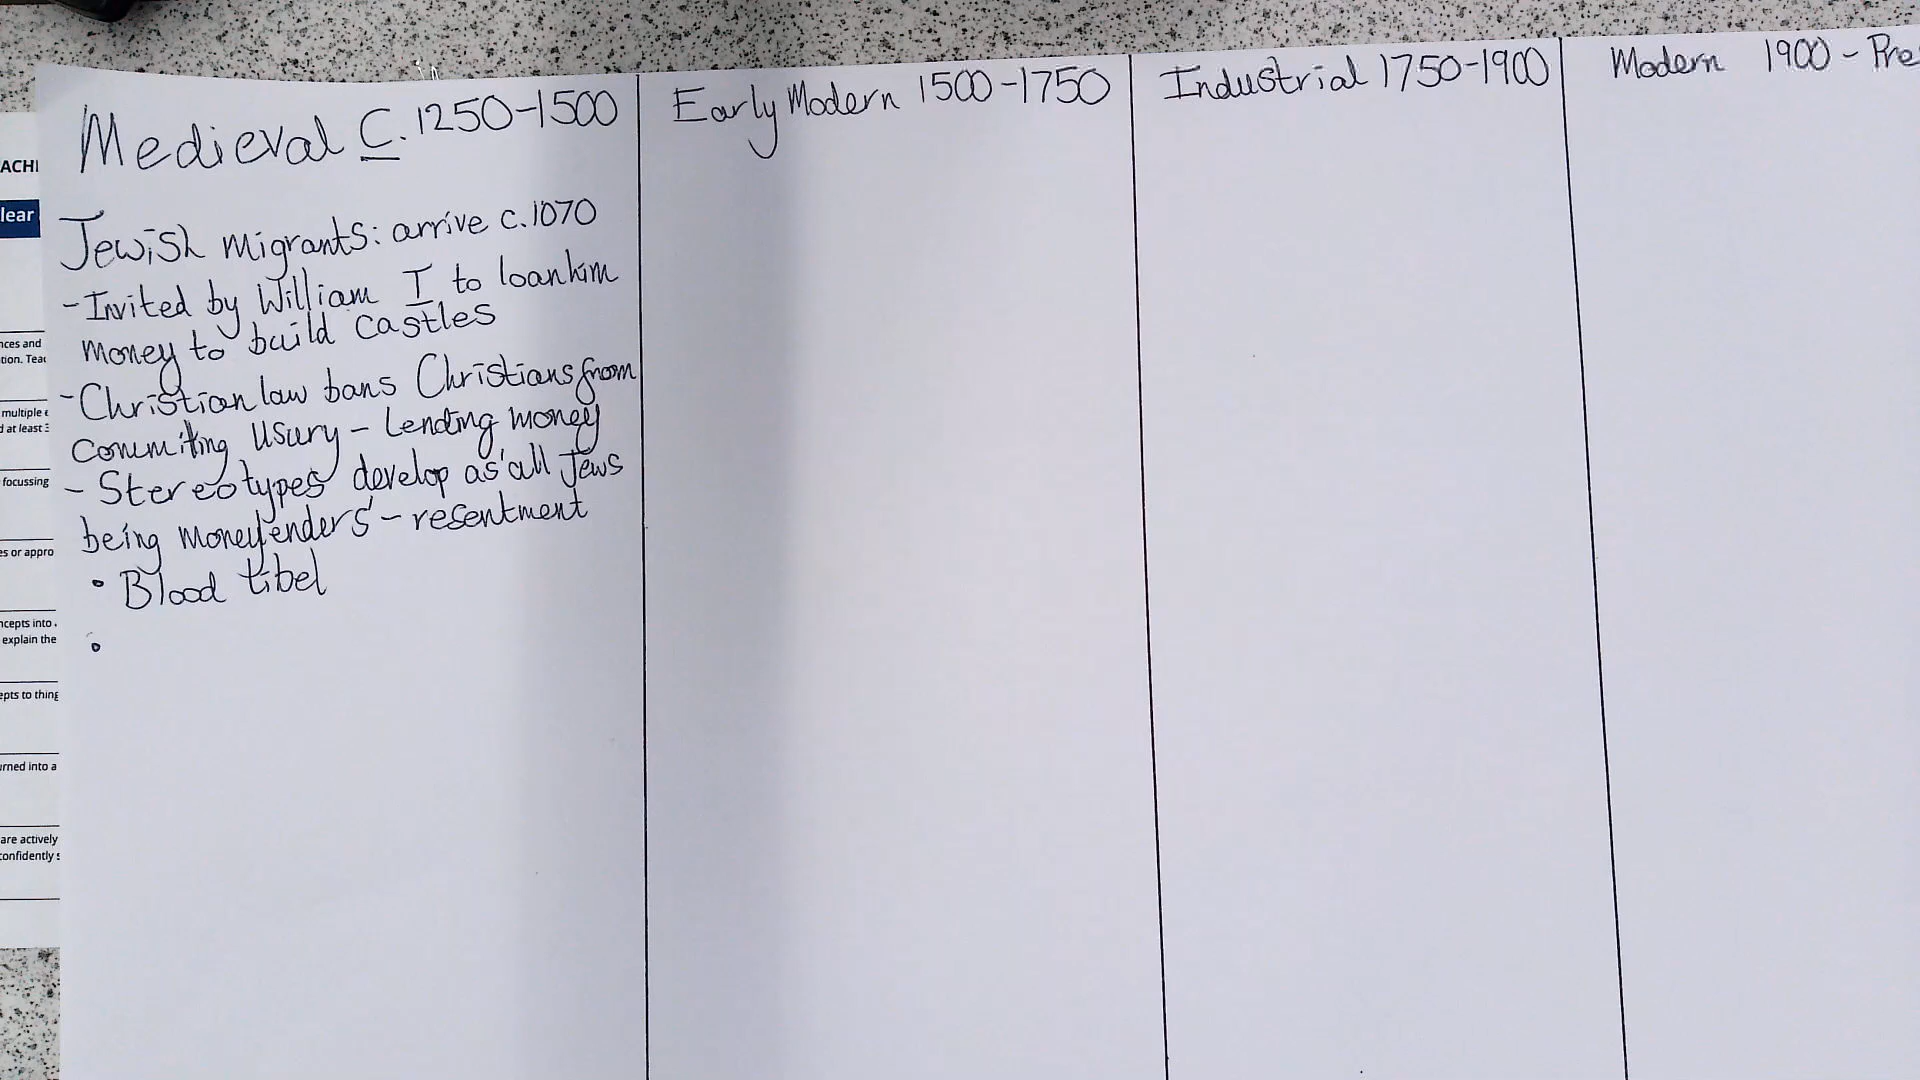 Medieval C. 1250-1500
Early Modern 1500-1750
Industrial 1750-1900
Modern 1900 - Pre
Jewish Migrants: arrive c.1070
- Invited by William I to loan him
money to build castles
- Christian law bans Christians from
commiting Usury - Lending money
- Stereotypes develop as 'all Jews
being moneylenders' - resentment
• Blood libel
ACHI
lear
nces and
tion. Tea
multiple e
d at least 3
focussing
es or appro
ncepts into
explain the
epts to thing
urned into a
are actively
confidently s